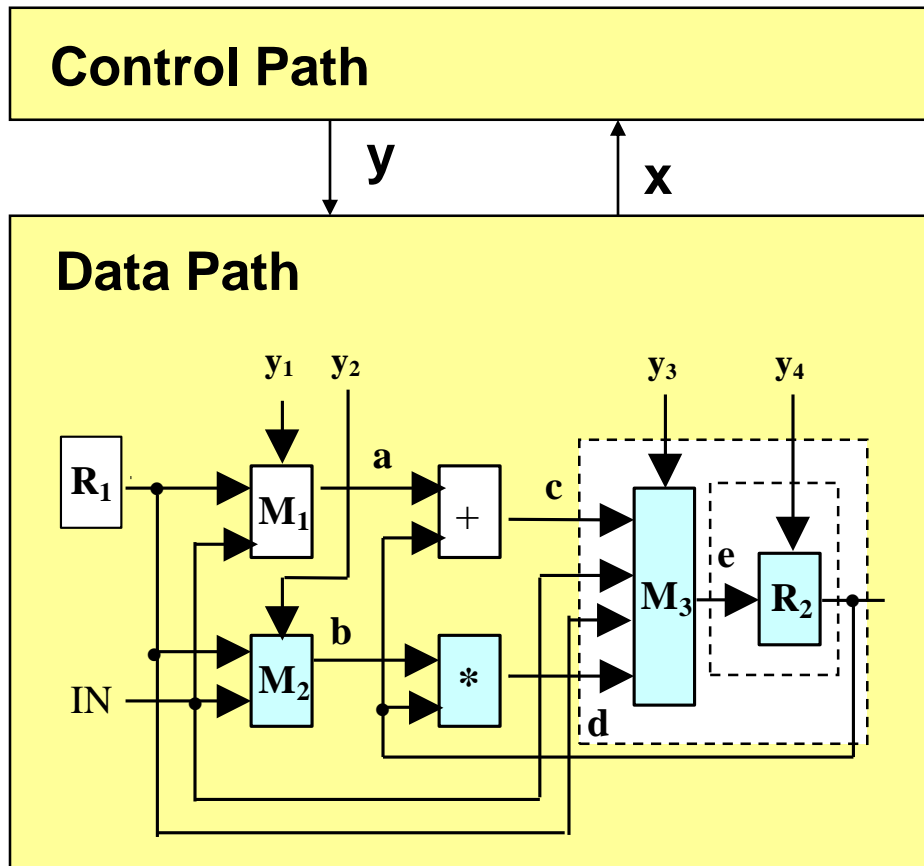 Control Path
y x
Data Path
y₁ y₂ y₃ y₄
R₁ a
M₁ + c
M₃ e R₂
b
M₂ *
IN
d